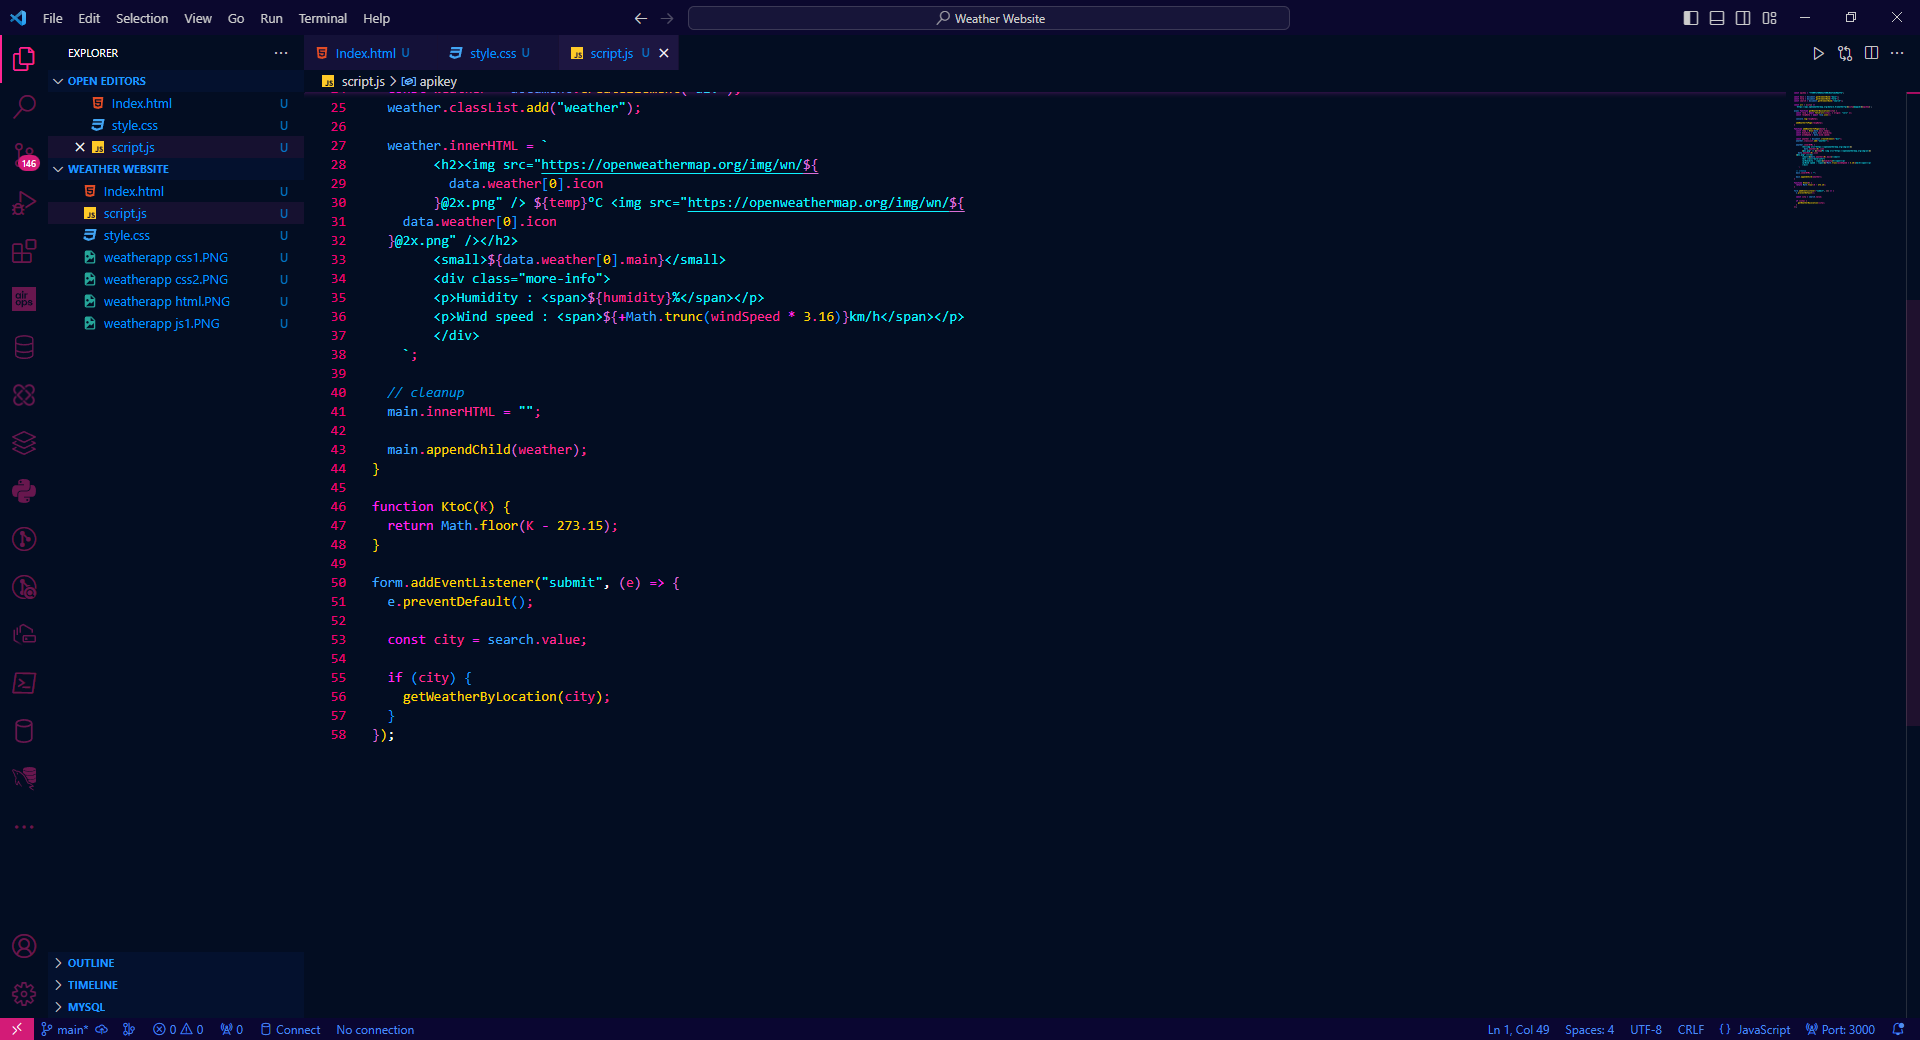 File Edit Selection View Go Run Terminal Help
Weather Website
EXPLORER
OPEN EDITORS
Index.html U
style.css U
script.js U
146
WEATHER WEBSITE
Index.html U
script.js U
style.css U
weatherapp css1.PNG U
weatherapp css2.PNG U
weatherapp html.PNG U
weatherapp js1.PNG U
air
ops
OUTLINE
TIMELINE
MYSQL
Index.html U style.css U JS script.js U
JS script.js > apikey
25 weather.classList.add("weather");
26
27 weather.innerHTML = `
28 <h2><img src="https://openweathermap.org/img/wn/${
29 data.weather[0].icon
30 }@2x.png" /> ${temp}°C <img src="https://openweathermap.org/img/wn/${
31 data.weather[0].icon
32 }@2x.png" /></h2>
33 <small>${data.weather[0].main}</small>
34 <div class="more-info">
35 <p>Humidity : <span>${humidity}%</span></p>
36 <p>Wind speed : <span>${+Math.trunc(windSpeed * 3.16)}km/h</span></p>
37 </div>
38 `;
39
40 // cleanup
41 main.innerHTML = "";
42
43 main.appendChild(weather);
44 }
45
46 function KtoC(K) {
47 return Math.floor(K - 273.15);
48 }
49
50 form.addEventListener("submit", (e) => {
51 e.preventDefault();
52
53 const city = search.value;
54
55 if (city) {
56 getWeatherByLocation(city);
57 }
58 });
main* 0 0 0 Connect No connection Ln 1, Col 49 Spaces: 4 UTF-8 CRLF {} JavaScript Port: 3000